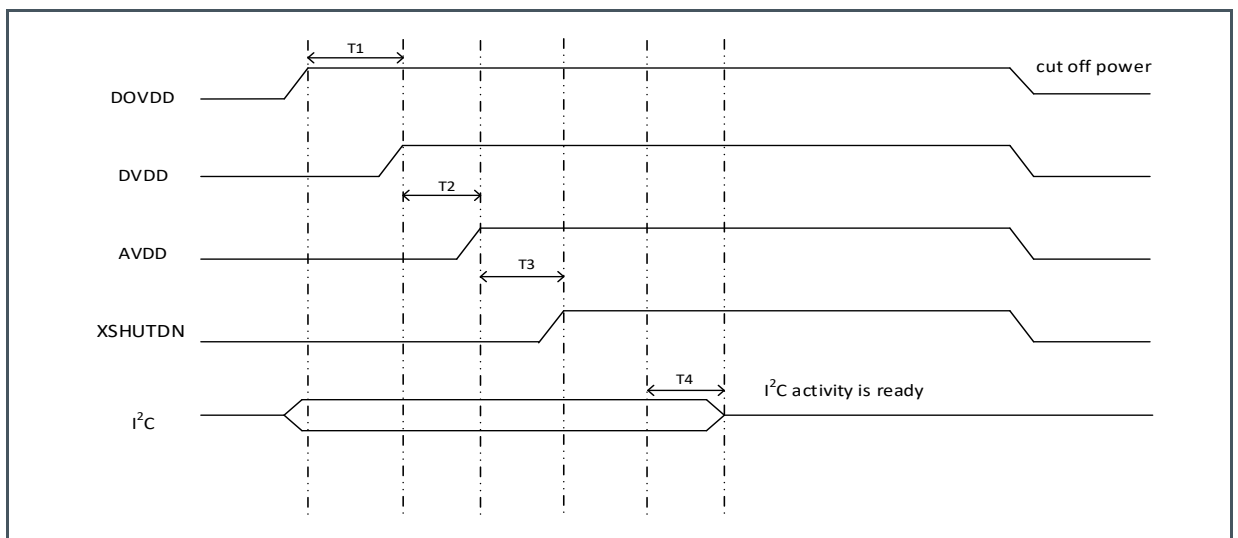 T1
cut off power
DOVDD
DVDD
T2
AVDD
T3
XSHUTDN
T4
I²C activity is ready
I²C